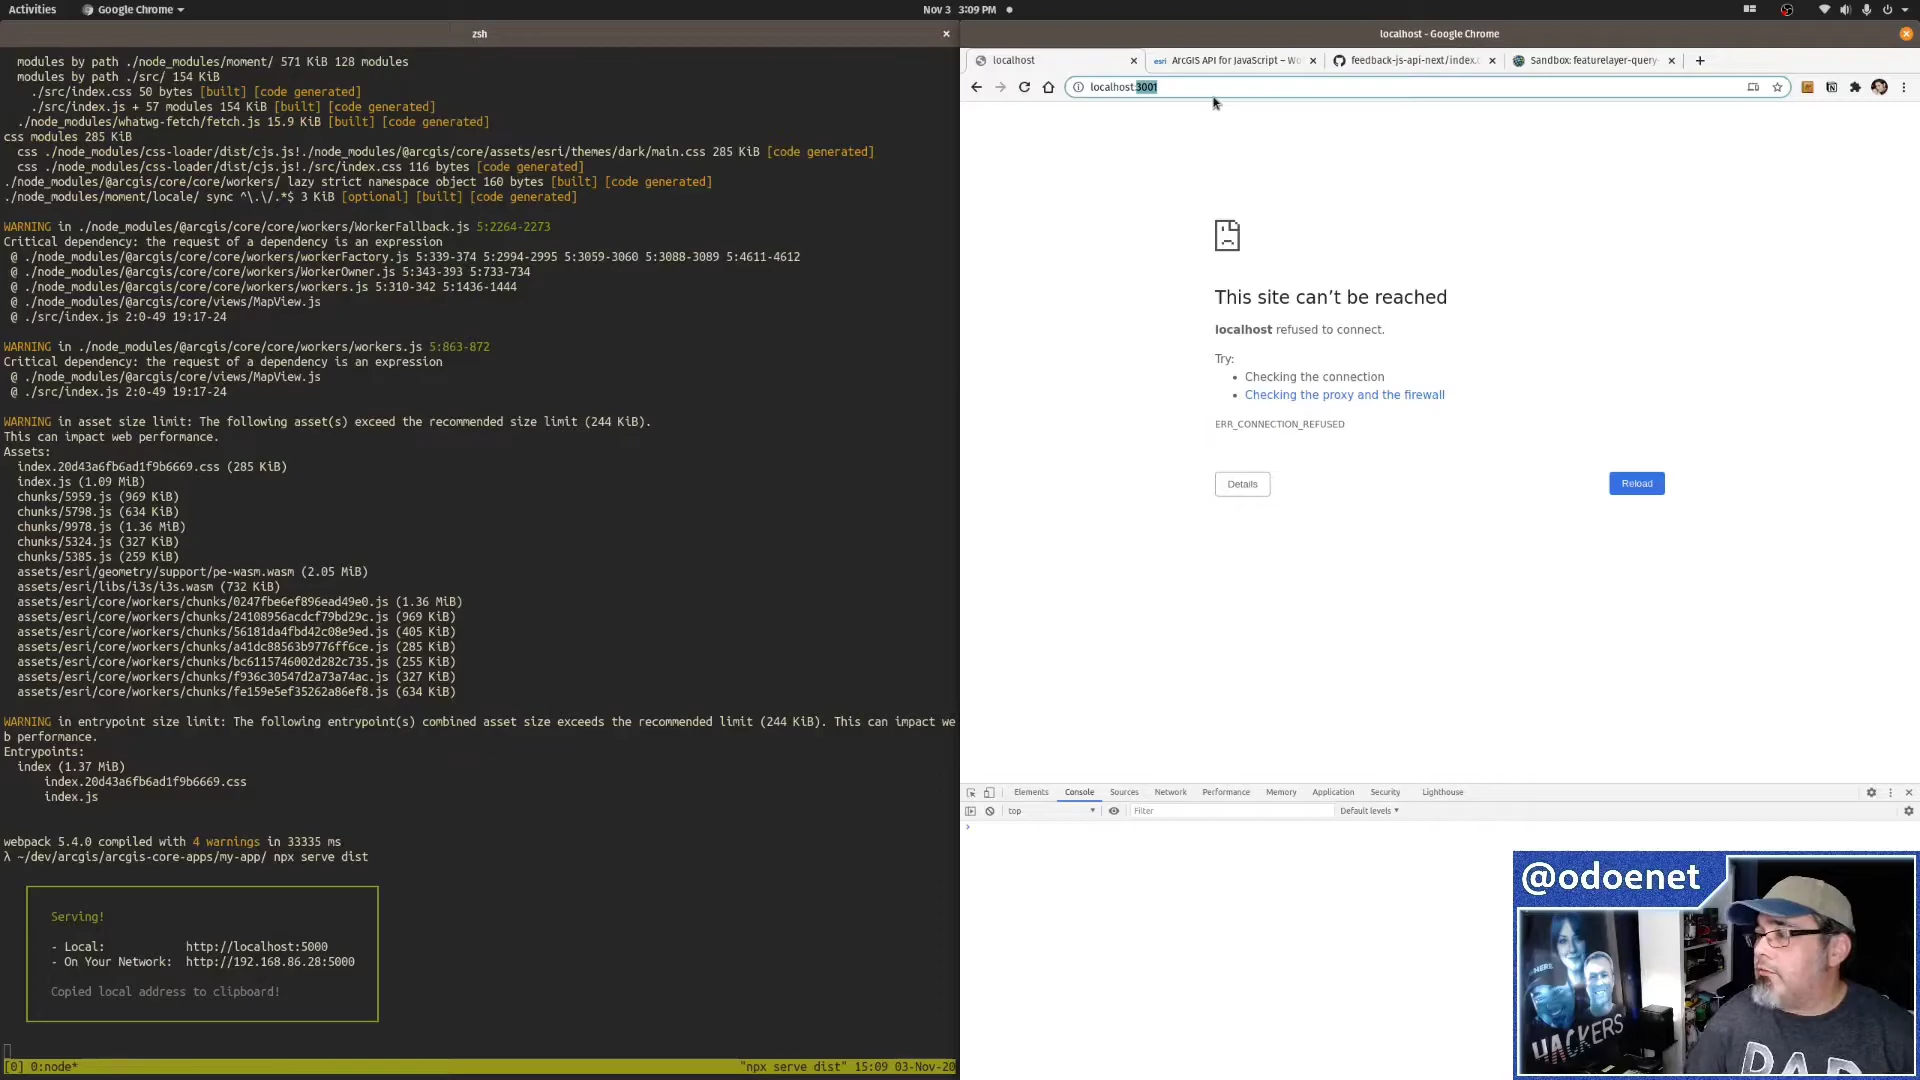 Activities
Google Chrome
Nov 3 3:09 PM
zsh
modules by path ./node_modules/moment/ 571 KiB 128 modules
modules by path ./src/ 154 KiB
./src/index.css 50 bytes [built] [code generated]
./src/index.js + 57 modules 154 KiB [built] [code generated]
./node_modules/whatwg-fetch/fetch.js 15.9 KiB [built] [code generated]
css modules 285 KiB
css ./node_modules/css-loader/dist/cjs.js!./node_modules/@arcgis/core/assets/esri/themes/dark/main.css 285 KiB [code generated]
css ./node_modules/css-loader/dist/cjs.js!./src/index.css 116 bytes [code generated]
./node_modules/@arcgis/core/core/workers/ lazy strict namespace object 160 bytes [built] [code generated]
./node_modules/moment/locale/ sync ^\.\/.*$ 3 KiB [optional] [built] [code generated]
WARNING in ./node_modules/@arcgis/core/core/workers/WorkerFallback.js 5:2264-2273
Critical dependency: the request of a dependency is an expression
@ ./node_modules/@arcgis/core/core/workers/workerFactory.js 5:339-374 5:2994-2995 5:3059-3060 5:3088-3089 5:4611-4612
@ ./node_modules/@arcgis/core/core/workers/WorkerOwner.js 5:343-393 5:733-734
@ ./node_modules/@arcgis/core/core/workers/workers.js 5:310-342 5:1436-1444
@ ./node_modules/@arcgis/core/views/MapView.js
@ ./src/index.js 2:0-49 19:17-24
WARNING in ./node_modules/@arcgis/core/core/workers/workers.js 5:863-872
Critical dependency: the request of a dependency is an expression
@ ./node_modules/@arcgis/core/views/MapView.js
@ ./src/index.js 2:0-49 19:17-24
WARNING in asset size limit: The following asset(s) exceed the recommended size limit (244 KiB).
This can impact web performance.
Assets:
index.20d43a6fb6ad1f9b6669.css (285 KiB)
index.js (1.09 MiB)
chunks/5959.js (969 KiB)
chunks/5798.js (634 KiB)
chunks/9978.js (1.36 MiB)
chunks/5324.js (327 KiB)
chunks/5385.js (259 KiB)
assets/esri/geometry/support/pe-wasm.wasm (2.05 MiB)
assets/esri/libs/i3s/i3s.wasm (732 KiB)
assets/esri/core/workers/chunks/0247fbe6ef896ead49e0.js (1.36 MiB)
assets/esri/core/workers/chunks/24108956acdcf79bd29c.js (969 KiB)
assets/esri/core/workers/chunks/56181da4fbd42c08e9ed.js (405 KiB)
assets/esri/core/workers/chunks/a41dc88563b9776ff6ce.js (285 KiB)
assets/esri/core/workers/chunks/bc6115746002d282c735.js (255 KiB)
assets/esri/core/workers/chunks/f936c30547d2a73a74ac.js (327 KiB)
assets/esri/core/workers/chunks/fe159e5ef35262a86ef8.js (634 KiB)
WARNING in entrypoint size limit: The following entrypoint(s) combined asset size exceeds the recommended limit (244 KiB). This can impact we
b performance.
Entrypoints:
index (1.37 MiB)
index.20d43a6fb6ad1f9b6669.css
index.js
webpack 5.4.0 compiled with 4 warnings in 33335 ms
λ ~/dev/arcgis/arcgis-core-apps/my-app/ npx serve dist
Serving!
- Local: http://localhost:5000
- On Your Network: http://192.168.86.28:5000
Copied local address to clipboard!
[0] 0:node* "npx serve dist" 15:09 03-Nov-20
localhost - Google Chrome
localhost
esri ArcGIS API for JavaScript – Wo
feedback-js-api-next/index.c
Sandbox: featurelayer-query-
localhost:3001
This site can't be reached
localhost refused to connect.
Try:
• Checking the connection
• Checking the proxy and the firewall
ERR_CONNECTION_REFUSED
Details
Reload
Elements Console Sources Network Performance Memory Application Security Lighthouse
top Filter Default levels
@odoenet
HERE
HACKERS
DAD